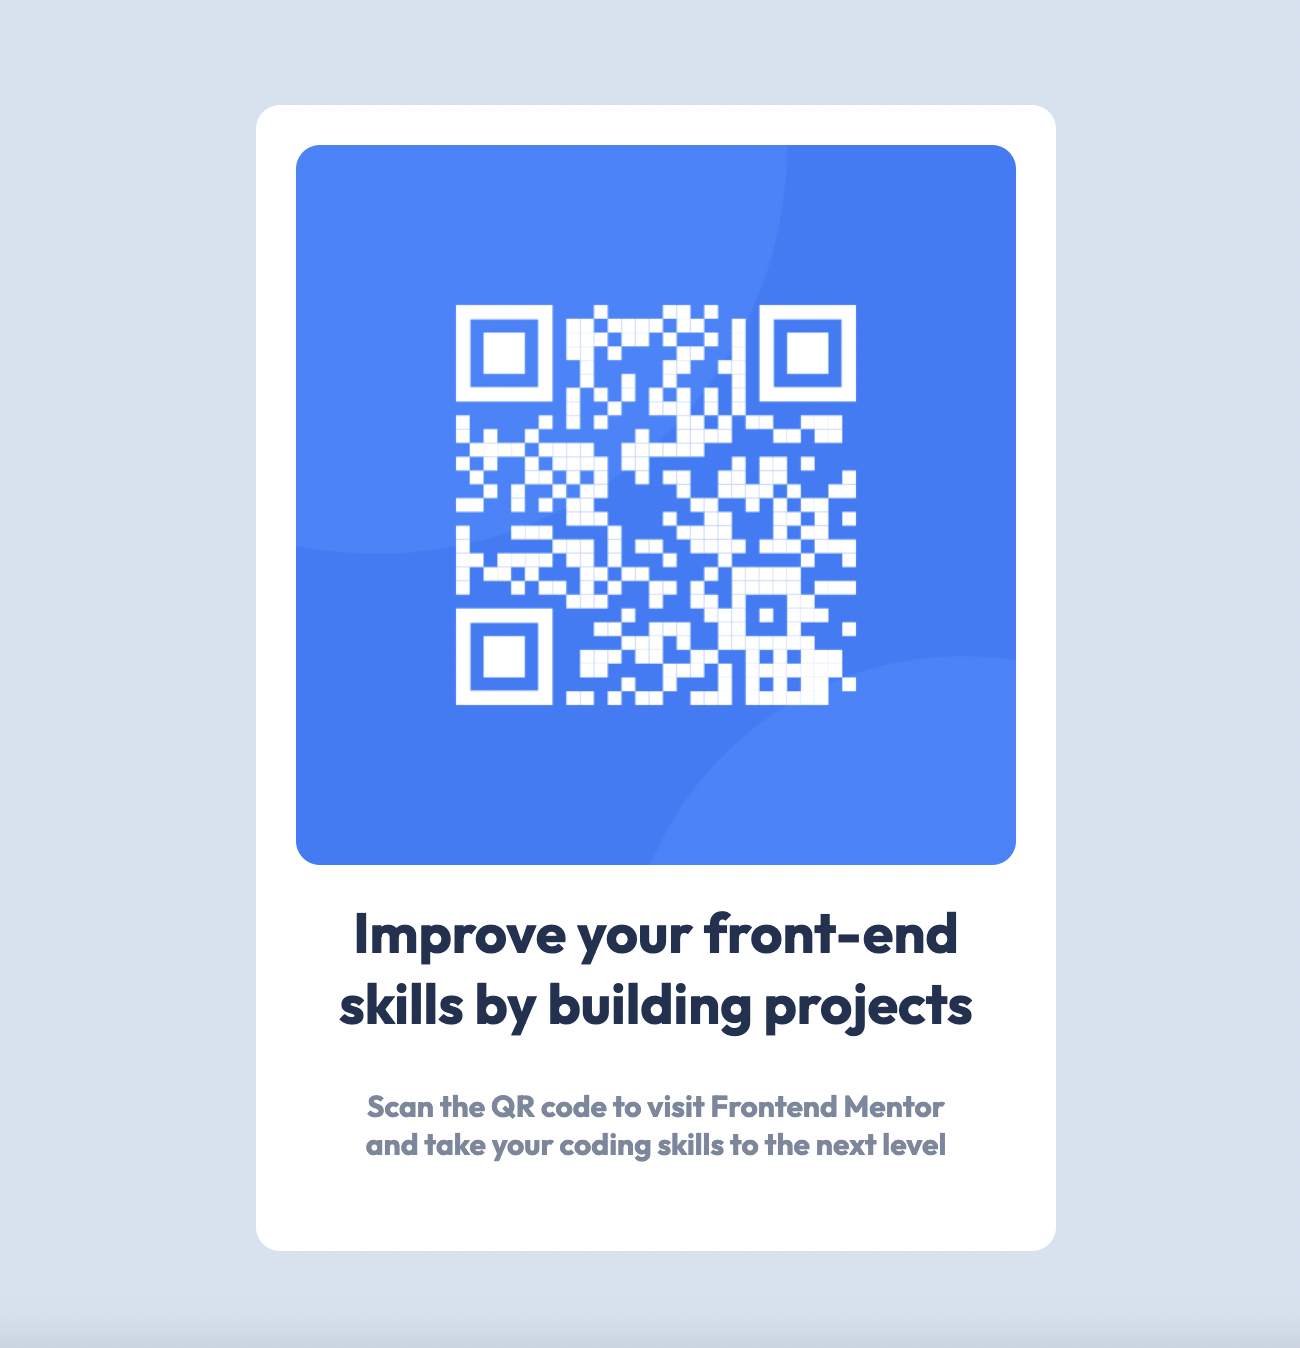 Improve your front-end
skills by building projects
Scan the QR code to visit Frontend Mentor
and take your coding skills to the next level